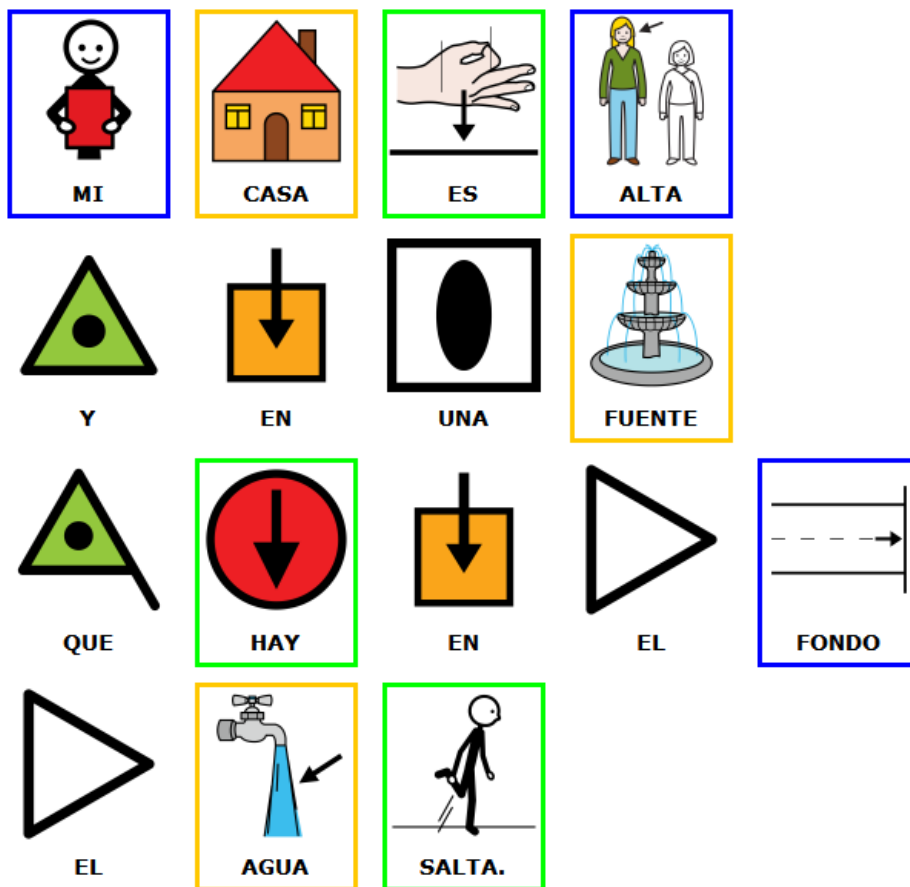 MI CASA ES ALTA
Y EN UNA FUENTE
QUE HAY EN EL FONDO
EL AGUA SALTA.